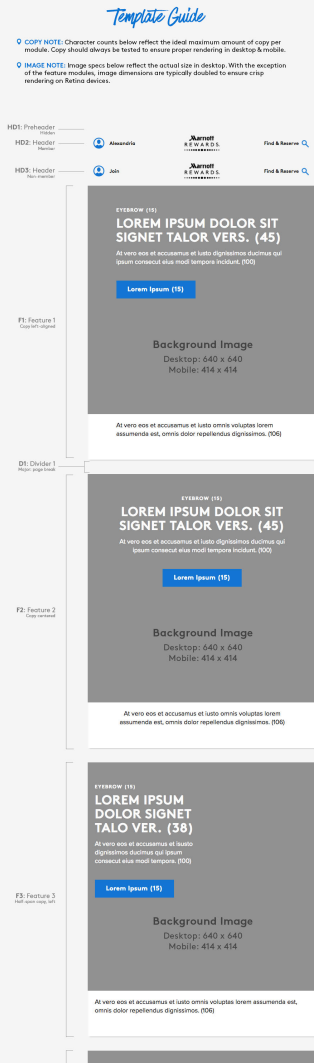 Template Guide
COPY NOTE: Character counts below reflect the ideal maximum amount of copy per
module. Copy should always be tested to ensure proper rendering in desktop & mobile.
IMAGE NOTE: Image specs below reflect the actual size in desktop. With the exception
of the feature modules, image dimensions are typically doubled to ensure crisp
rendering on Retina devices.
HD1: Preheader
Hidden
HD2: Header
Member
Alexandria
Marriott
REWARDS.
Find & Reserve
HD3: Header
Non-member
Join
Marriott
REWARDS.
Find & Reserve
F1: Feature 1
Copy left-aligned
EYEBROW (15)
LOREM IPSUM DOLOR SIT
SIGNET TALOR VERS. (45)
At vero eos et accusamus et iusto dignissimos ducimus qui
ipsum consecut eius modi tempora incidunt. (100)
Lorem Ipsum (15)
Background Image
Desktop: 640 x 640
Mobile: 414 x 414
At vero eos et accusamus et iusto omnis voluptas lorem
assumenda est, omnis dolor repellendus dignissimos. (106)
D1: Divider 1
Major, page break
F2: Feature 2
Copy centered
EYEBROW (15)
LOREM IPSUM DOLOR SIT
SIGNET TALOR VERS. (45)
At vero eos et accusamus et iusto dignissimos ducimus qui
ipsum consecut eius modi tempora incidunt. (100)
Lorem Ipsum (15)
Background Image
Desktop: 640 x 640
Mobile: 414 x 414
At vero eos et accusamus et iusto omnis voluptas lorem
assumenda est, omnis dolor repellendus dignissimos. (106)
F3: Feature 3
Half-span copy, left
EYEBROW (15)
LOREM IPSUM
DOLOR SIGNET
TALO VER. (38)
At vero eos et accusamus et isusto
dignissimos ducimus qui ipsum
consecut eius modi tempora. (100)
Lorem Ipsum (15)
Background Image
Desktop: 640 x 640
Mobile: 414 x 414
At vero eos et accusamus et iusto omnis voluptas lorem assumenda est,
omnis dolor repellendus dignissimos. (106)